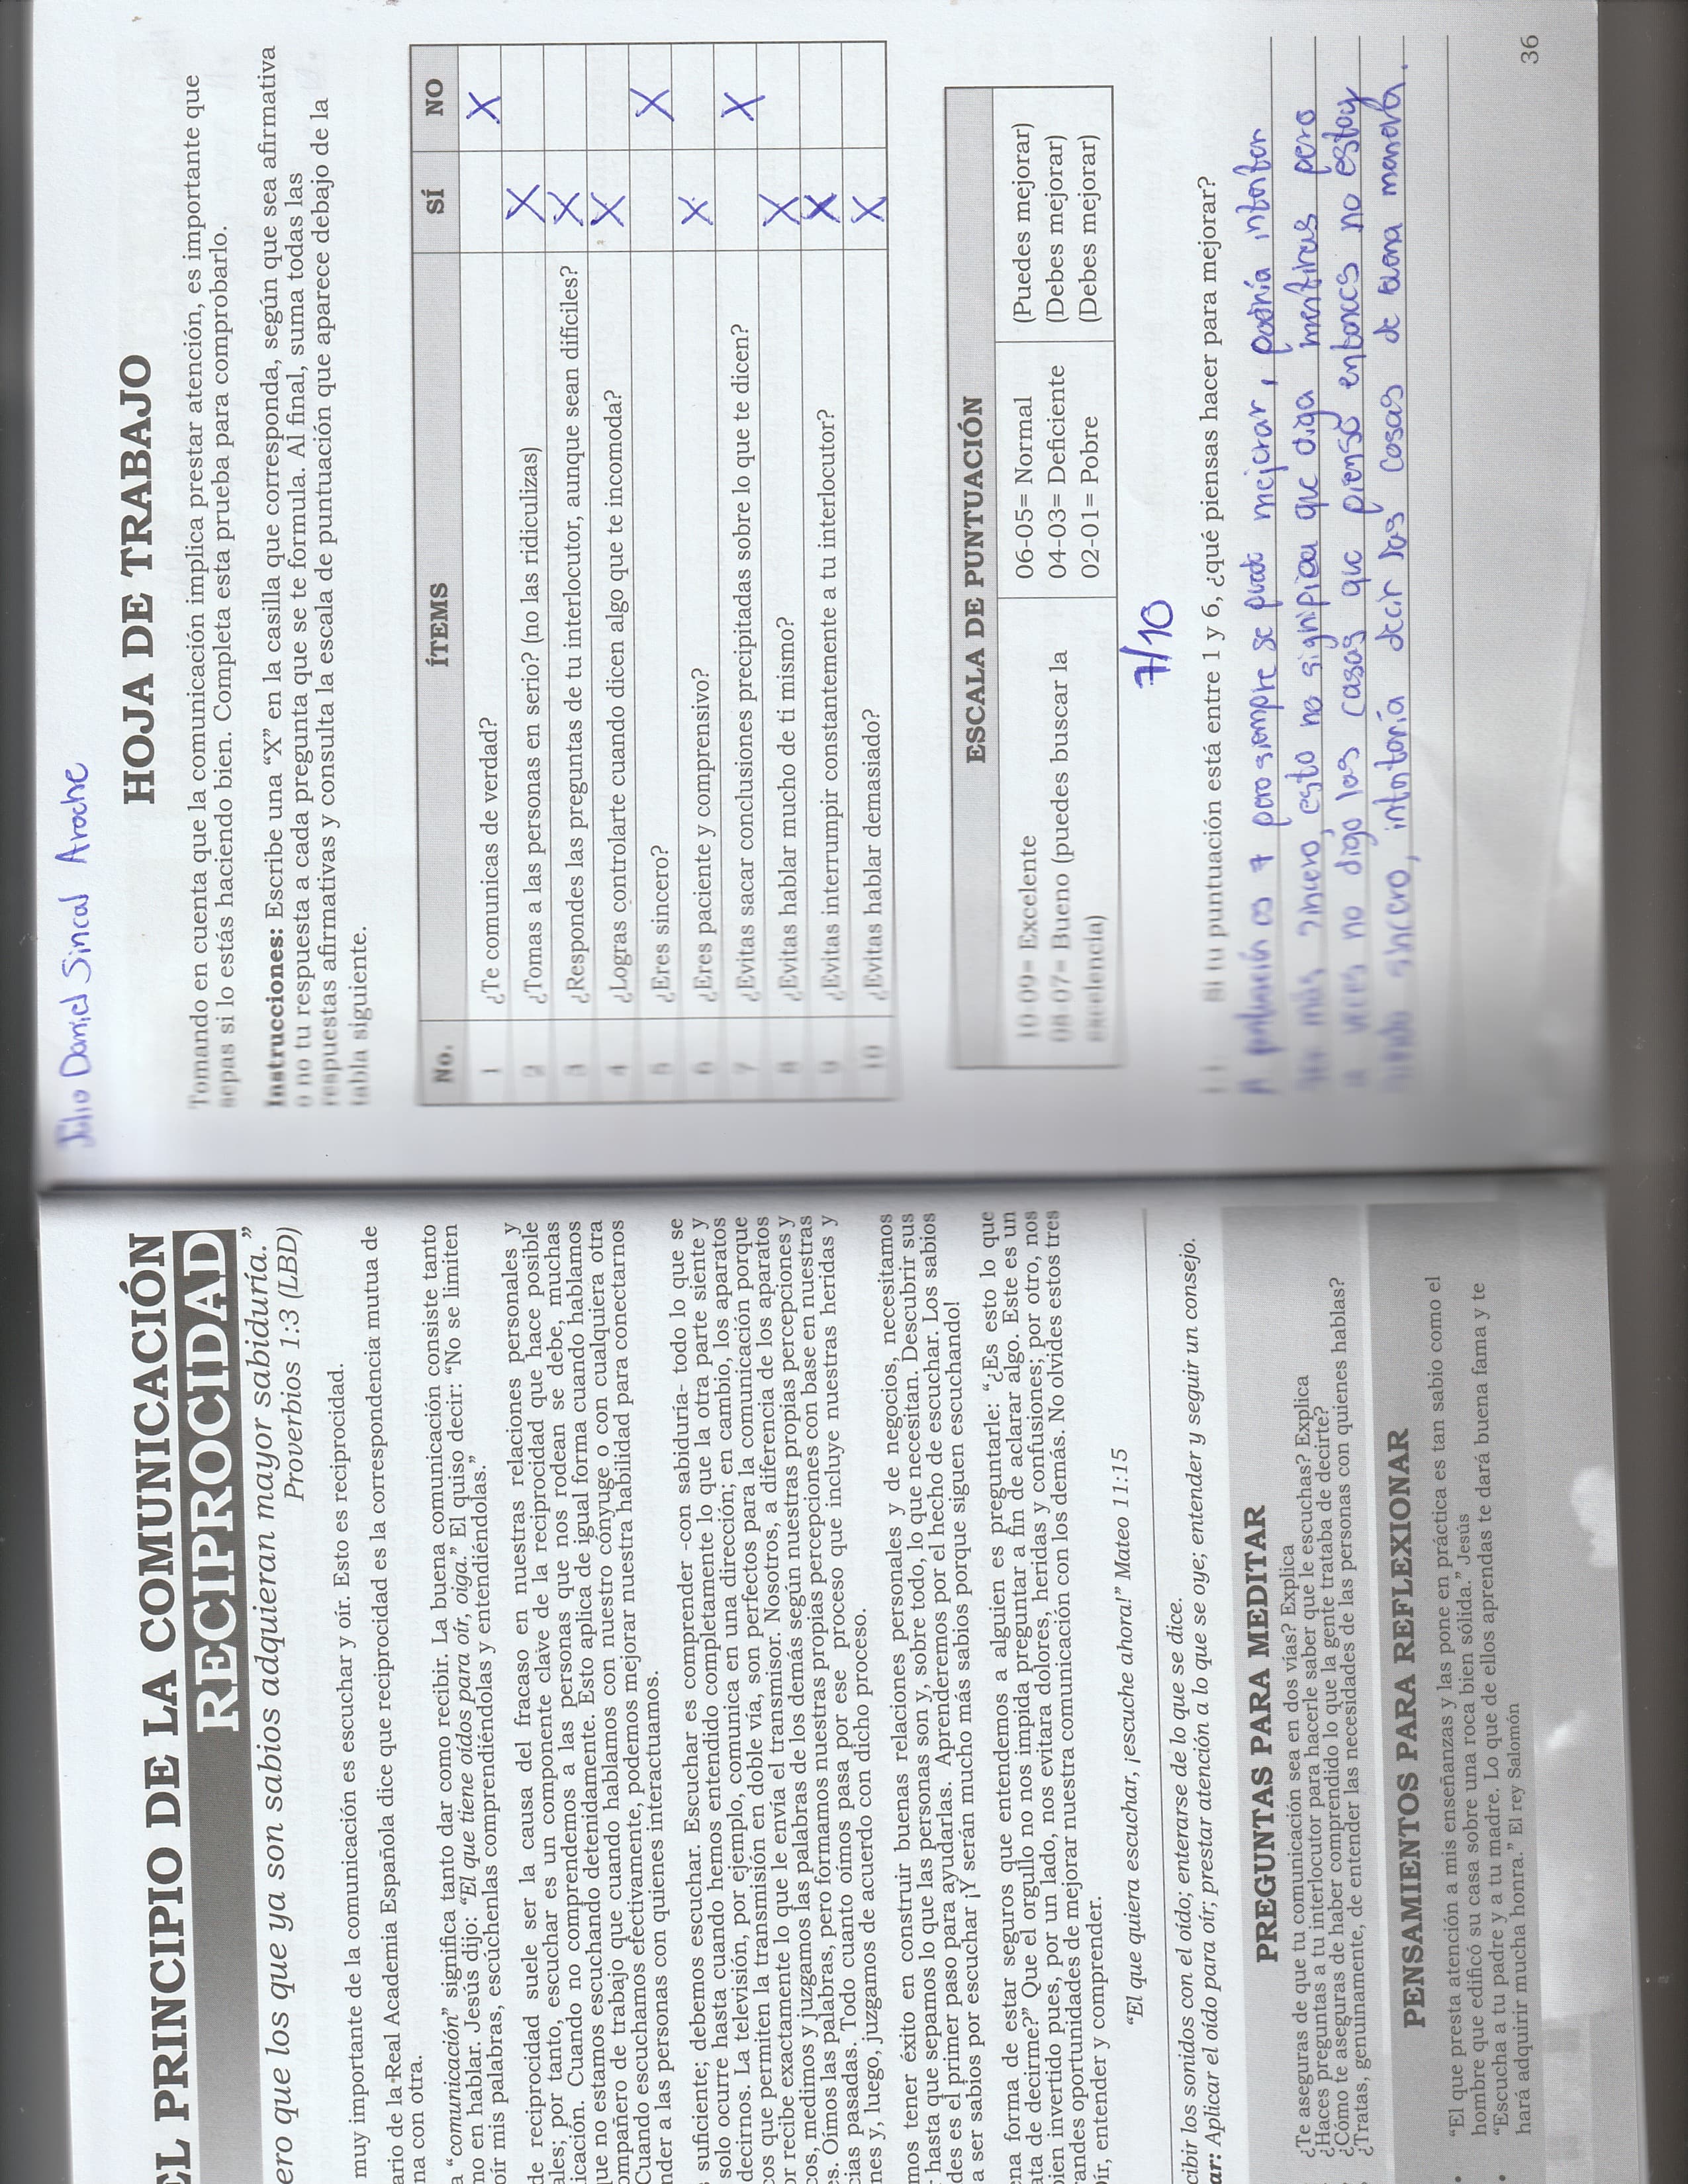 EL PRINCIPIO DE LA COMUNICACIÓN
RECIPROCIDAD
ero que los que ya son sabios adquieran mayor sabiduría.”
Proverbios 1:3 (LBD)
muy importante de la comunicación es escuchar y oír. Esto es reciprocidad.
ario de la Real Academia Española dice que reciprocidad es la correspondencia mutua de
na con otra.
a “comunicación” significa tanto dar como recibir. La buena comunicación consiste tanto
mo en hablar. Jesús dijo: “El que tiene oídos para oír, oiga.” El quiso decir: “No se limiten
oír mis palabras, escúchenlas comprendiéndolas y entendiéndolas.”
de reciprocidad suele ser la causa del fracaso en nuestras relaciones personales y
ales; por tanto, escuchar es un componente clave de la reciprocidad que hace posible
icación. Cuando no comprendemos a las personas que nos rodean se debe, muchas
que no estamos escuchando detenidamente. Esto aplica de igual forma cuando hablamos
ompañero de trabajo que cuando hablamos con nuestro cónyuge o con cualquiera otra
Cuando escuchamos efectivamente, podemos mejorar nuestra habilidad para conectarnos
nder a las personas con quienes interactuamos.
suficiente; debemos escuchar. Escuchar es comprender -con sabiduría- todo lo que se
solo ocurre hasta cuando hemos entendido completamente lo que la otra parte siente y
decirnos. La televisión, por ejemplo, comunica en una dirección; en cambio, los aparatos
cos que permiten la transmisión en doble vía, son perfectos para la comunicación porque
or recibe exactamente lo que le envía el transmisor. Nosotros, a diferencia de los aparatos
cos, medimos y juzgamos las palabras de los demás según nuestras propias percepciones y
es. Oímos las palabras, pero formamos nuestras propias percepciones con base en nuestras
cias pasadas. Todo cuanto oímos pasa por ese proceso que incluye nuestras heridas y
nes y, luego, juzgamos de acuerdo con dicho proceso.
mos tener éxito en construir buenas relaciones personales y de negocios, necesitamos
r hasta que sepamos lo que las personas son y, sobre todo, lo que necesitan. Descubrir sus
des es el primer paso para ayudarlas. Aprenderemos por el hecho de escuchar. Los sabios
a ser sabios por escuchar ¡Y serán mucho más sabios porque siguen escuchando!
ena forma de estar seguros que entendemos a alguien es preguntarle: “¿Es esto lo que
ata de decirme?” Que el orgullo no nos impida preguntar a fin de aclarar algo. Este es un
ien invertido pues, por un lado, nos evitara dolores, heridas y confusiones; por otro, nos
andes oportunidades de mejorar nuestra comunicación con los demás. No olvides estos tres
oír, entender y comprender.
“El que quiera escuchar, ¡escuche ahora!” Mateo 11:15
cibir los sonidos con el oído; enterarse de lo que se dice.
ar: Aplicar el oído para oír; prestar atención a lo que se oye; entender y seguir un consejo.
PREGUNTAS PARA MEDITAR
¿Te aseguras de que tu comunicación sea en dos vías? Explica
¿Haces preguntas a tu interlocutor para hacerle saber que le escuchas? Explica
¿Cómo te aseguras de haber comprendido lo que la gente trataba de decirte?
¿Tratas, genuinamente, de entender las necesidades de las personas con quienes hablas?
PENSAMIENTOS PARA REFLEXIONAR
• “El que presta atención a mis enseñanzas y las pone en práctica es tan sabio como el
hombre que edificó su casa sobre una roca bien sólida.” Jesús
• “Escucha a tu padre y a tu madre. Lo que de ellos aprendas te dará buena fama y te
hará adquirir mucha honra.” El rey Salomón
Julio Daniel Sincal Aroche
HOJA DE TRABAJO
Tomando en cuenta que la comunicación implica prestar atención, es importante que
sepas si lo estás haciendo bien. Completa esta prueba para comprobarlo.
Instrucciones: Escribe una “X” en la casilla que corresponda, según que sea afirmativa
o no tu respuesta a cada pregunta que se te formula. Al final, suma todas las
respuestas afirmativas y consulta la escala de puntuación que aparece debajo de la
tabla siguiente.
No. ÍTEMS SÍ NO
1 ¿Te comunicas de verdad? X
2 ¿Tomas a las personas en serio? (no las ridiculizas) X
3 ¿Respondes las preguntas de tu interlocutor, aunque sean difíciles? X
4 ¿Logras controlarte cuando dicen algo que te incomoda? X
5 ¿Eres sincero? X
6 ¿Eres paciente y comprensivo? X
7 ¿Evitas sacar conclusiones precipitadas sobre lo que te dicen? X
8 ¿Evitas hablar mucho de ti mismo? X
9 ¿Evitas interrumpir constantemente a tu interlocutor? X
10 ¿Evitas hablar demasiado? X
ESCALA DE PUNTUACIÓN
10-09= Excelente 06-05= Normal (Puedes mejorar)
08-07= Bueno (puedes buscar la 04-03= Deficiente (Debes mejorar)
excelencia) 02-01= Pobre (Debes mejorar)
7/10
Si tu puntuación está entre 1 y 6, ¿qué piensas hacer para mejorar?
puntuación es 7 pero siempre se puede mejorar, podría intentar
ser más sincero, esto no significa que diga mentiras pero
a veces no digo las cosas que pienso entonces no estoy
siendo sincero, intentaría decir las cosas de buena manera.
36